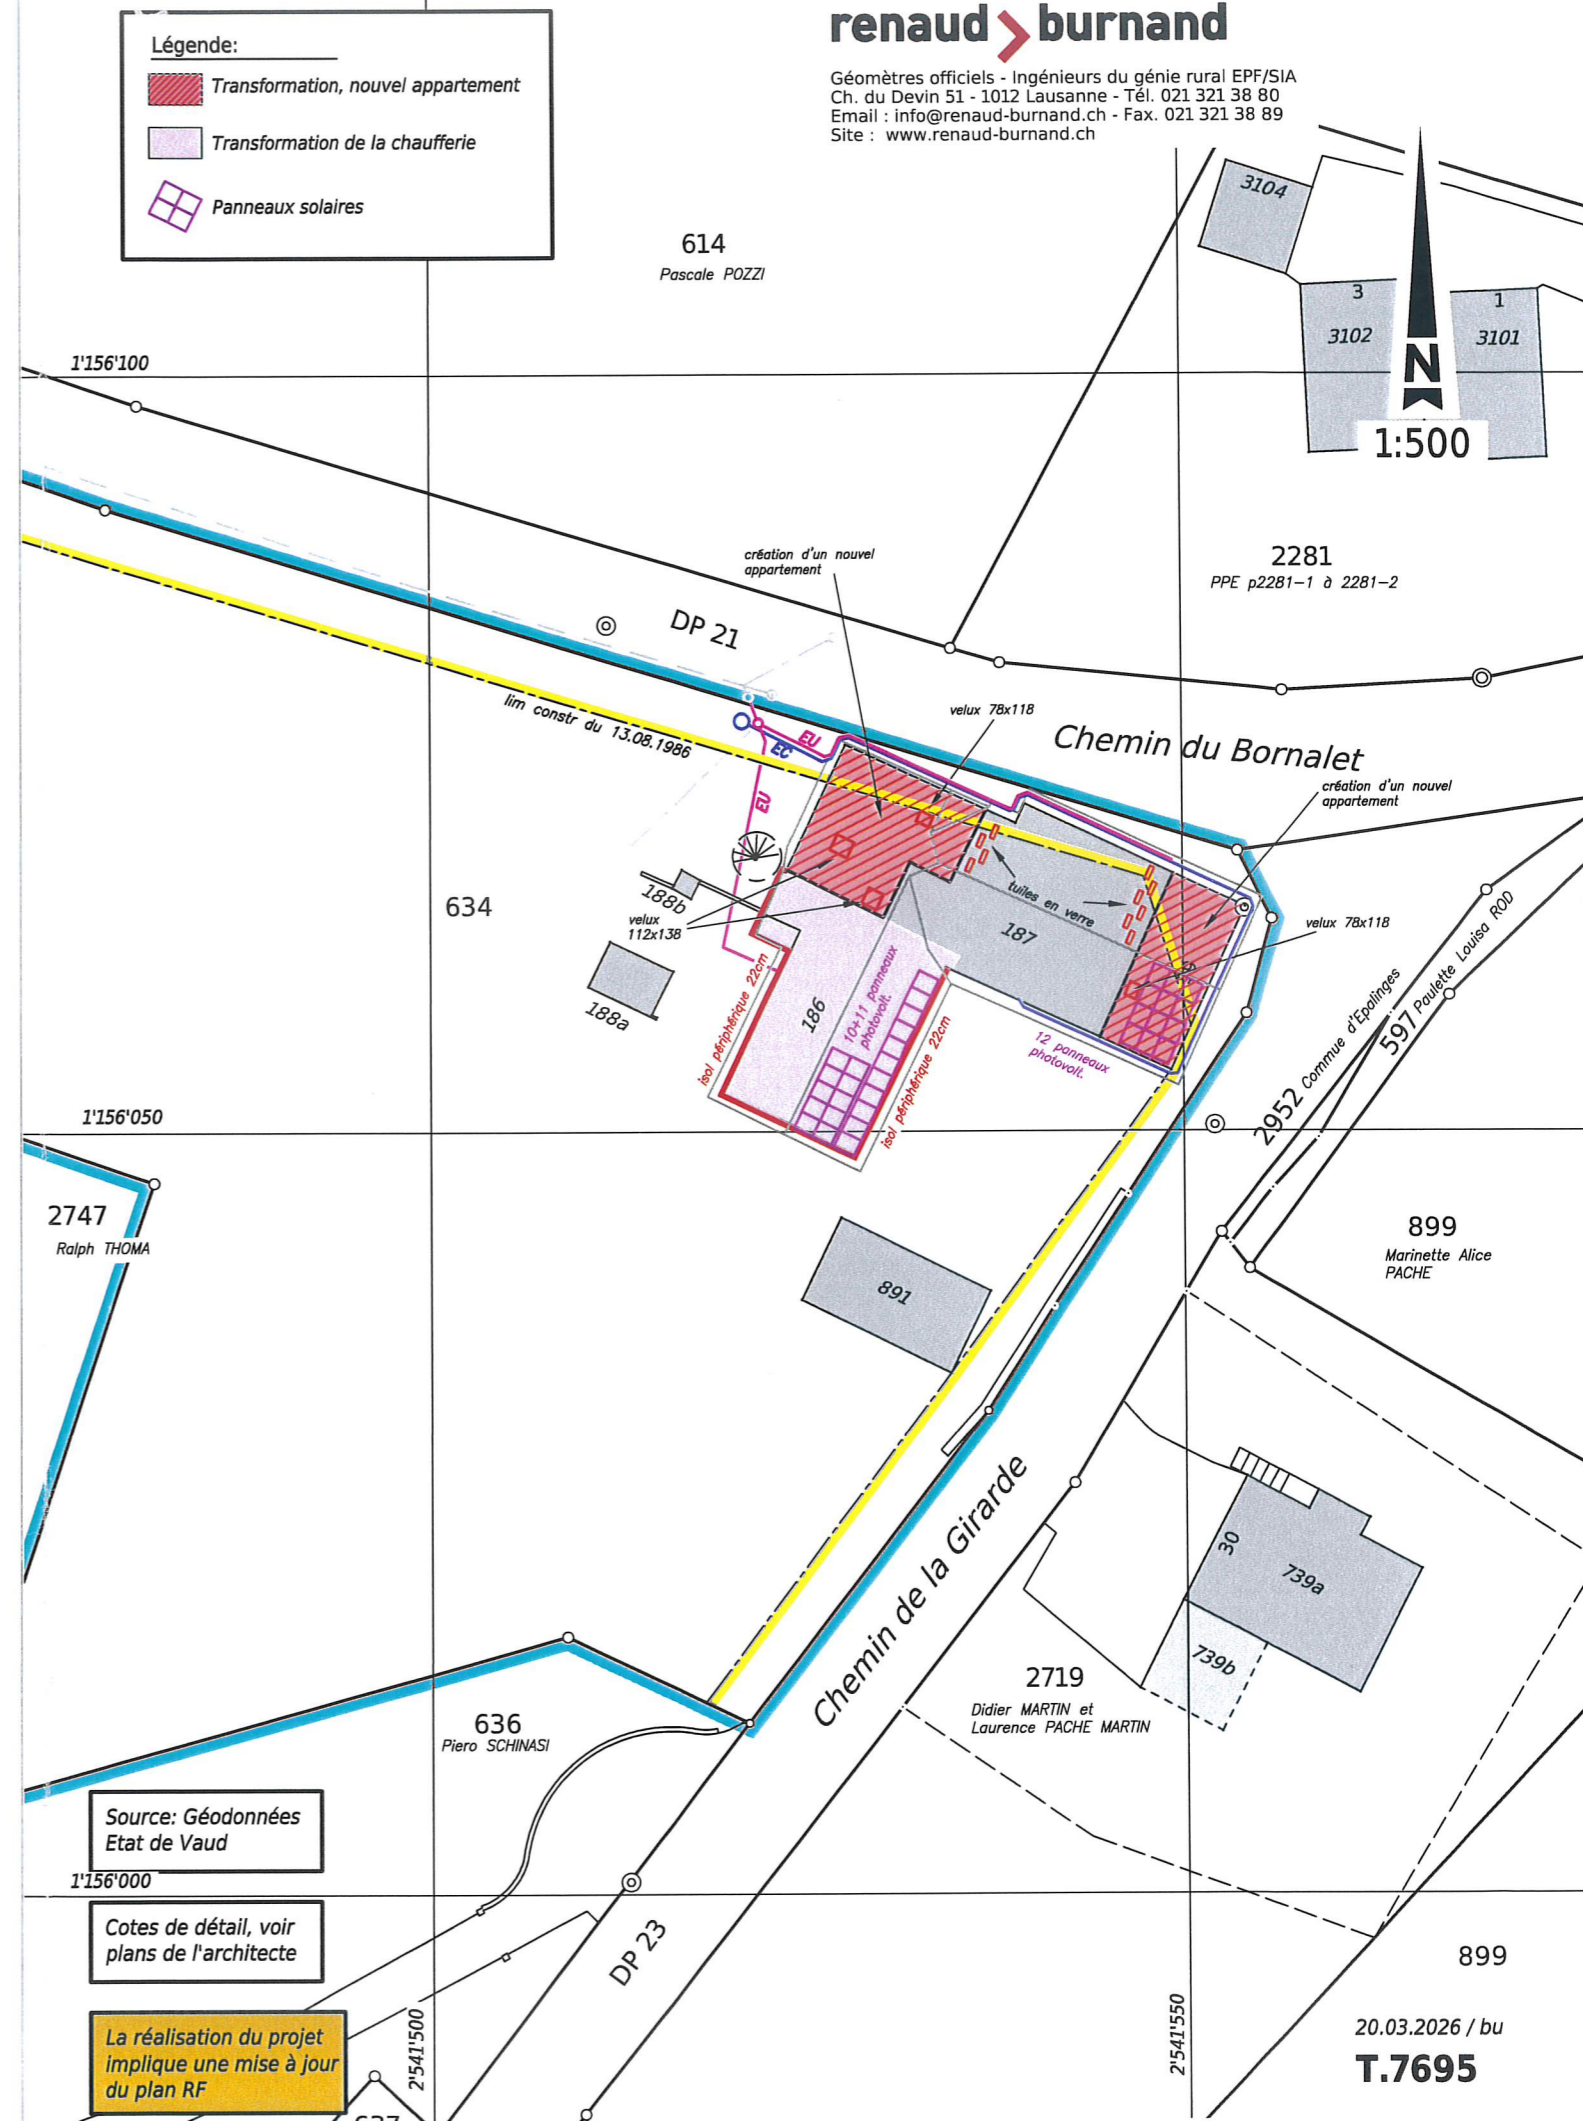 Légende:
Transformation, nouvel appartement
Transformation de la chaufferie
Panneaux solaires
renaud burnand
Géomètres officiels - Ingénieurs du génie rural EPF/SIA
Ch. du Devin 51 - 1012 Lausanne - Tél. 021 321 38 80
Email : info@renaud-burnand.ch - Fax. 021 321 38 89
Site : www.renaud-burnand.ch
3104
614
Pascale POZZI
3
3102
1
3101
N
1:500
1'156'100
création d'un nouvel
appartement
2281
PPE p2281-1 à 2281-2
DP 21
lim constr du 13.08.1986
velux 78x118
Chemin du Bornalet
EU
EC
EU
création d'un nouvel
appartement
634
188b
velux
112x138
tuiles en verre
187
velux 78x118
188a
isol périphérique 22cm
186
10+11 panneaux
photovolt.
isol périphérique 22cm
9
12 panneaux
photovolt.
2952 Commue d'Epalinges
597 Paulette Louisa ROD
1'156'050
2747
Ralph THOMA
891
899
Marinette Alice
PACHE
Chemin de la Girarde
30
739a
739b
2719
Didier MARTIN et
Laurence PACHE MARTIN
636
Piero SCHINASI
Source: Géodonnées
Etat de Vaud
1'156'000
Cotes de détail, voir
plans de l'architecte
DP 23
899
La réalisation du projet
implique une mise à jour
du plan RF
2'541'500
2'541'550
20.03.2026 / bu
T.7695
637